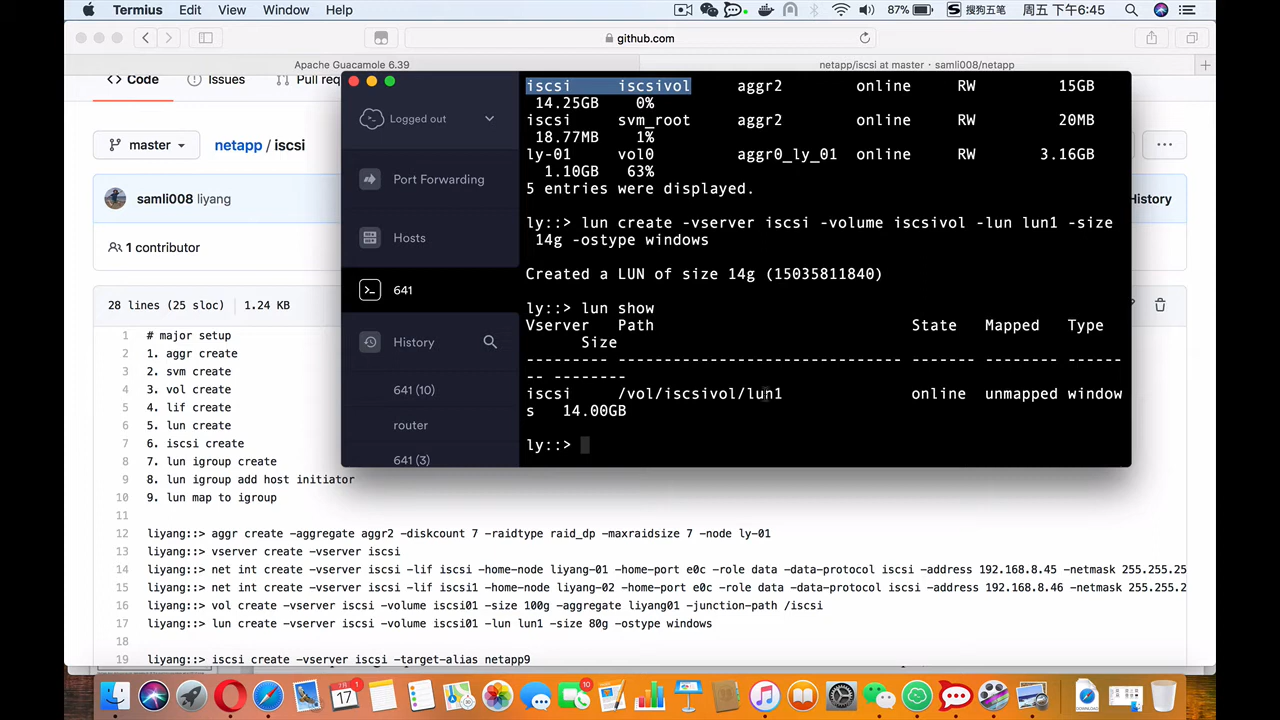 Termius Edit View Window Help
87% 搜狗五笔 周五 下午6:45
github.com
Apache Guacamole 6.39
netapp/iscsi at master · samli008/netapp
Code Issues Pull req
master
netapp / iscsi
samli008 liyang
History
1 contributor
28 lines (25 sloc) 1.24 KB
Logged out
Port Forwarding
Hosts
641
History
641 (10)
router
641 (3)
iscsi iscsivol aggr2 online RW 15GB
14.25GB 0%
iscsi svm_root aggr2 online RW 20MB
18.77MB 1%
ly-01 vol0 aggr0_ly_01 online RW 3.16GB
1.10GB 63%
5 entries were displayed.
ly::> lun create -vserver iscsi -volume iscsivol -lun lun1 -size
14g -ostype windows
Created a LUN of size 14g (15035811840)
ly::> lun show
Vserver Path State Mapped Type
Size
--------- ------------------------------- ------- -------- ------
-- --------
iscsi /vol/iscsivol/lun1 online unmapped window
s 14.00GB
ly::>
1 # major setup
2 1. aggr create
3 2. svm create
4 3. vol create
5 4. lif create
6 5. lun create
7 6. iscsi create
8 7. lun igroup create
9 8. lun igroup add host initiator
10 9. lun map to igroup
11
12 liyang::> aggr create -aggregate aggr2 -diskcount 7 -raidtype raid_dp -maxraidsize 7 -node ly-01
13 liyang::> vserver create -vserver iscsi
14 liyang::> net int create -vserver iscsi -lif iscsi -home-node liyang-01 -home-port e0c -role data -data-protocol iscsi -address 192.168.8.45 -netmask 255.255.25
15 liyang::> net int create -vserver iscsi -lif iscsi1 -home-node liyang-02 -home-port e0c -role data -data-protocol iscsi -address 192.168.8.46 -netmask 255.255.2
16 liyang::> vol create -vserver iscsi -volume iscsi01 -size 100g -aggregate liyang01 -junction-path /iscsi
17 liyang::> lun create -vserver iscsi -volume iscsi01 -lun lun1 -size 80g -ostype windows
18
19 liyang::> iscsi create -vserver iscsi -target-alias netapp9
7月
17
10
1